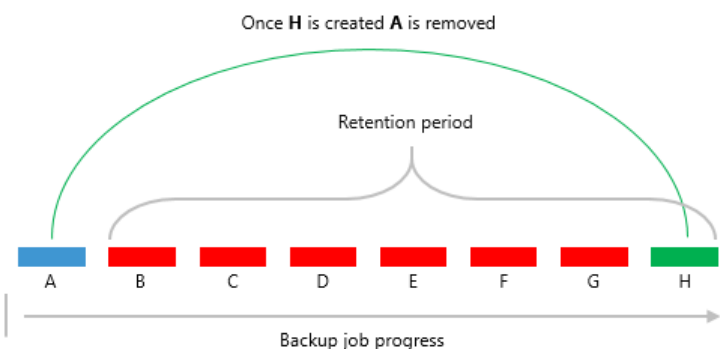 Once H is created A is removed
Retention period
A B C D E F G H
Backup job progress